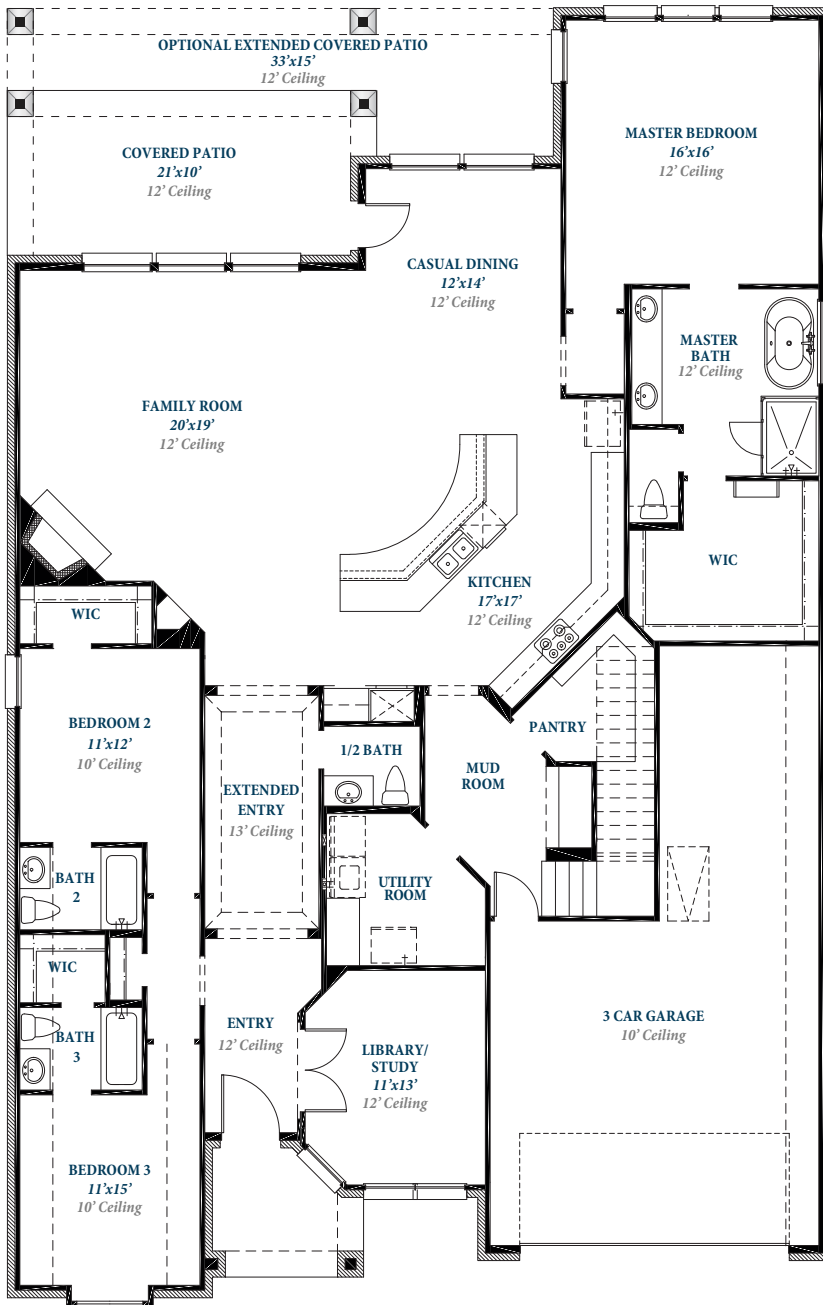 OPTIONAL EXTENDED COVERED PATIO
33'x15'
12' Ceiling
COVERED PATIO
21'x10'
12' Ceiling
MASTER BEDROOM
16'x16'
12' Ceiling
CASUAL DINING
12'x14'
12' Ceiling
MASTER
BATH
12' Ceiling
FAMILY ROOM
20'x19'
12' Ceiling
KITCHEN
17'x17'
12' Ceiling
WIC
WIC
BEDROOM 2
11'x12'
10' Ceiling
1/2 BATH
PANTRY
MUD
ROOM
EXTENDED
ENTRY
13' Ceiling
BATH
2
UTILITY
ROOM
WIC
ENTRY
12' Ceiling
BATH
3
LIBRARY/
STUDY
11'x13'
12' Ceiling
3 CAR GARAGE
10' Ceiling
BEDROOM 3
11'x15'
10' Ceiling